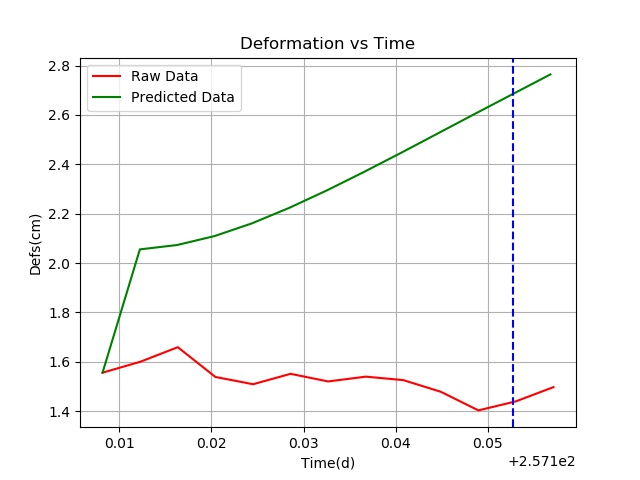 Deformation vs Time
Raw Data
Predicted Data
Defs(cm)
2.8
2.6
2.4
2.2
2.0
1.8
1.6
1.4
0.01 0.02 0.03 0.04 0.05
Time(d)
+2.571e2